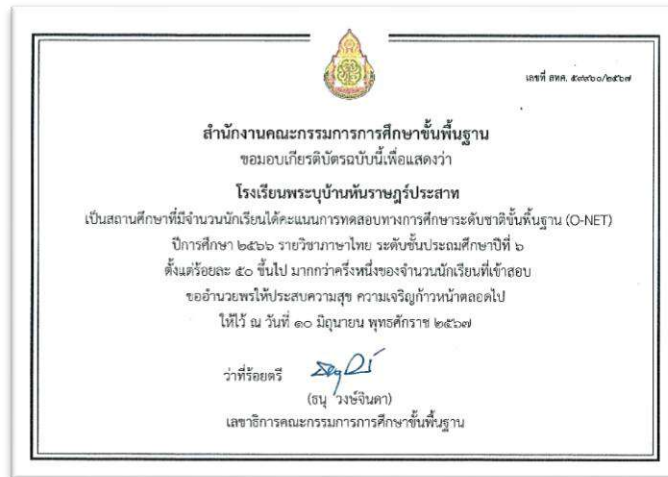 เลขที่ สทศ. ๕๙๙๖๐/๒๕๖๗
สำนักงานคณะกรรมการการศึกษาขั้นพื้นฐาน
ขอมอบเกียรติบัตรฉบับนี้เพื่อแสดงว่า
โรงเรียนพระบุบ้านหันราษฎร์ประสาท
เป็นสถานศึกษาที่มีจำนวนนักเรียนได้คะแนนการทดสอบทางการศึกษาระดับชาติขั้นพื้นฐาน (O-NET)
ปีการศึกษา ๒๕๖๖ รายวิชาภาษาไทย ระดับชั้นประถมศึกษาปีที่ ๖
ตั้งแต่ร้อยละ ๕๐ ขึ้นไป มากกว่าครึ่งหนึ่งของจำนวนนักเรียนที่เข้าสอบ
ขออำนวยพรให้ประสบความสุข ความเจริญก้าวหน้าตลอดไป
ให้ไว้ ณ วันที่ ๑๐ มิถุนายน พุทธศักราช ๒๕๖๗
ว่าที่ร้อยตรี
(ธนุ วงษ์จินดา)
เลขาธิการคณะกรรมการการศึกษาขั้นพื้นฐาน